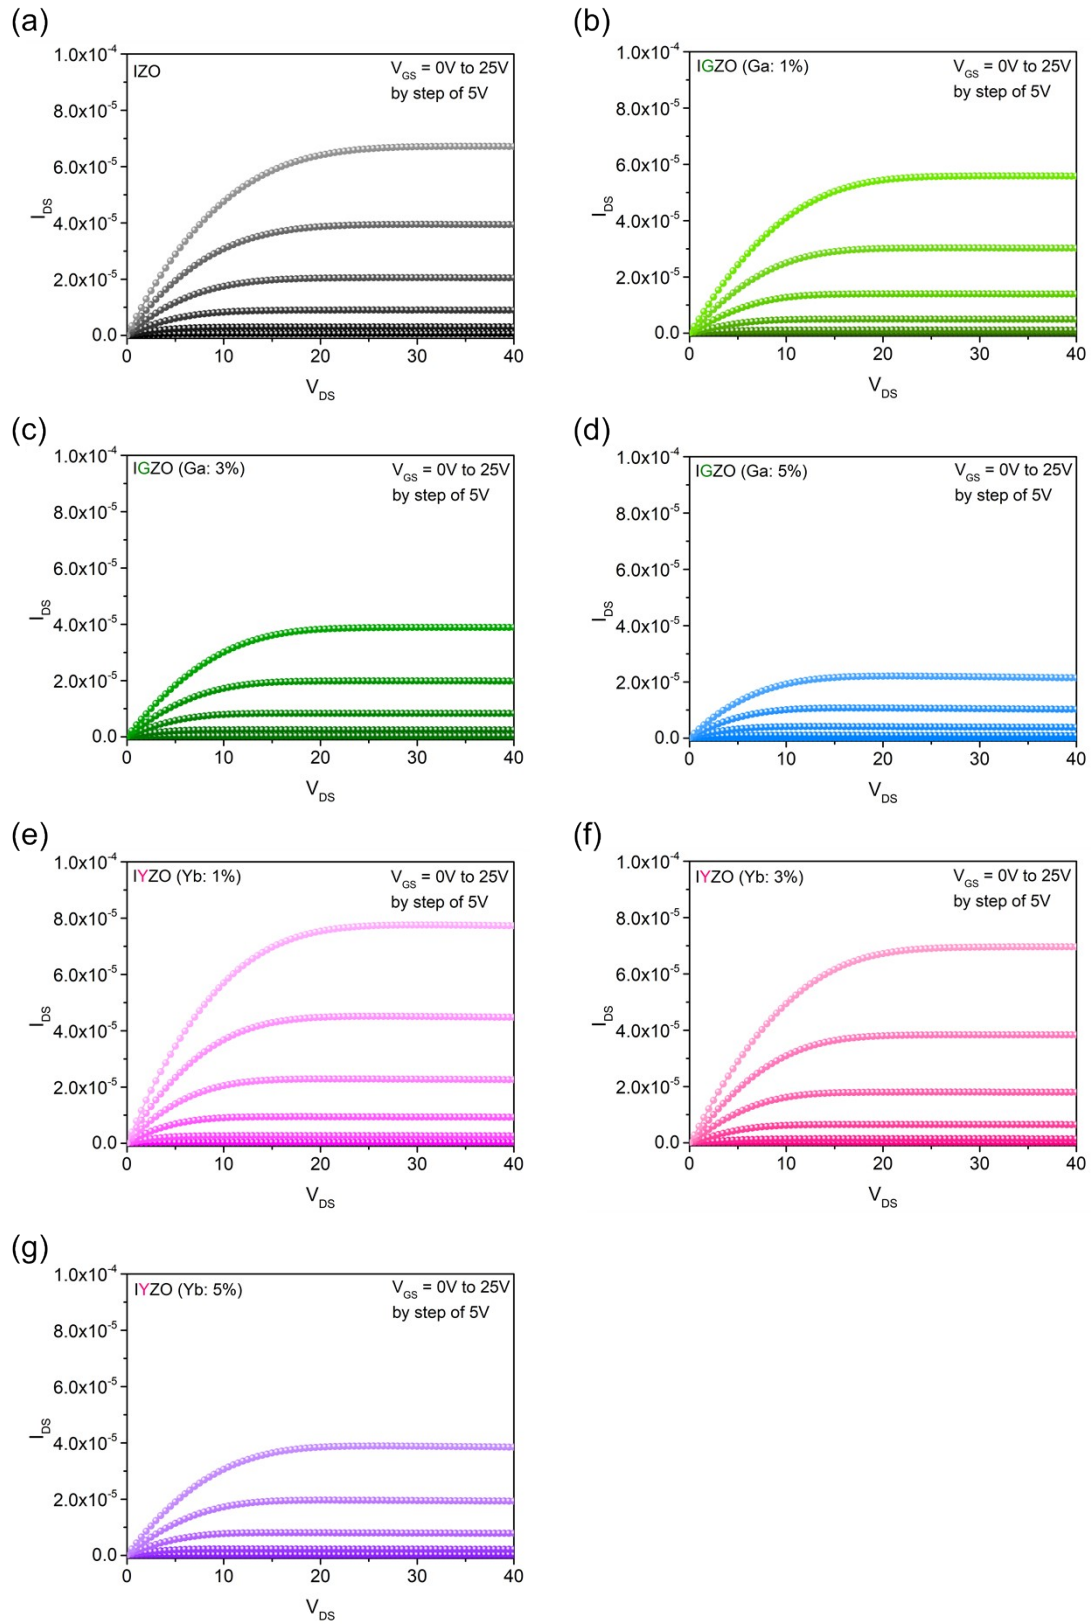 (a)
1.0x10⁻⁴
8.0x10⁻⁵
6.0x10⁻⁵
4.0x10⁻⁵
2.0x10⁻⁵
0.0
I_DS
IZO
V_GS = 0V to 25V
by step of 5V
0 10 20 30 40
V_DS
(b)
1.0x10⁻⁴
8.0x10⁻⁵
6.0x10⁻⁵
4.0x10⁻⁵
2.0x10⁻⁵
0.0
I_DS
IGZO (Ga: 1%)
V_GS = 0V to 25V
by step of 5V
0 10 20 30 40
V_DS
(c)
1.0x10⁻⁴
8.0x10⁻⁵
6.0x10⁻⁵
4.0x10⁻⁵
2.0x10⁻⁵
0.0
I_DS
IGZO (Ga: 3%)
V_GS = 0V to 25V
by step of 5V
0 10 20 30 40
V_DS
(d)
1.0x10⁻⁴
8.0x10⁻⁵
6.0x10⁻⁵
4.0x10⁻⁵
2.0x10⁻⁵
0.0
I_DS
IGZO (Ga: 5%)
V_GS = 0V to 25V
by step of 5V
0 10 20 30 40
V_DS
(e)
1.0x10⁻⁴
8.0x10⁻⁵
6.0x10⁻⁵
4.0x10⁻⁵
2.0x10⁻⁵
0.0
I_DS
IYZO (Yb: 1%)
V_GS = 0V to 25V
by step of 5V
0 10 20 30 40
V_DS
(f)
1.0x10⁻⁴
8.0x10⁻⁵
6.0x10⁻⁵
4.0x10⁻⁵
2.0x10⁻⁵
0.0
I_DS
IYZO (Yb: 3%)
V_GS = 0V to 25V
by step of 5V
0 10 20 30 40
V_DS
(g)
1.0x10⁻⁴
8.0x10⁻⁵
6.0x10⁻⁵
4.0x10⁻⁵
2.0x10⁻⁵
0.0
I_DS
IYZO (Yb: 5%)
V_GS = 0V to 25V
by step of 5V
0 10 20 30 40
V_DS